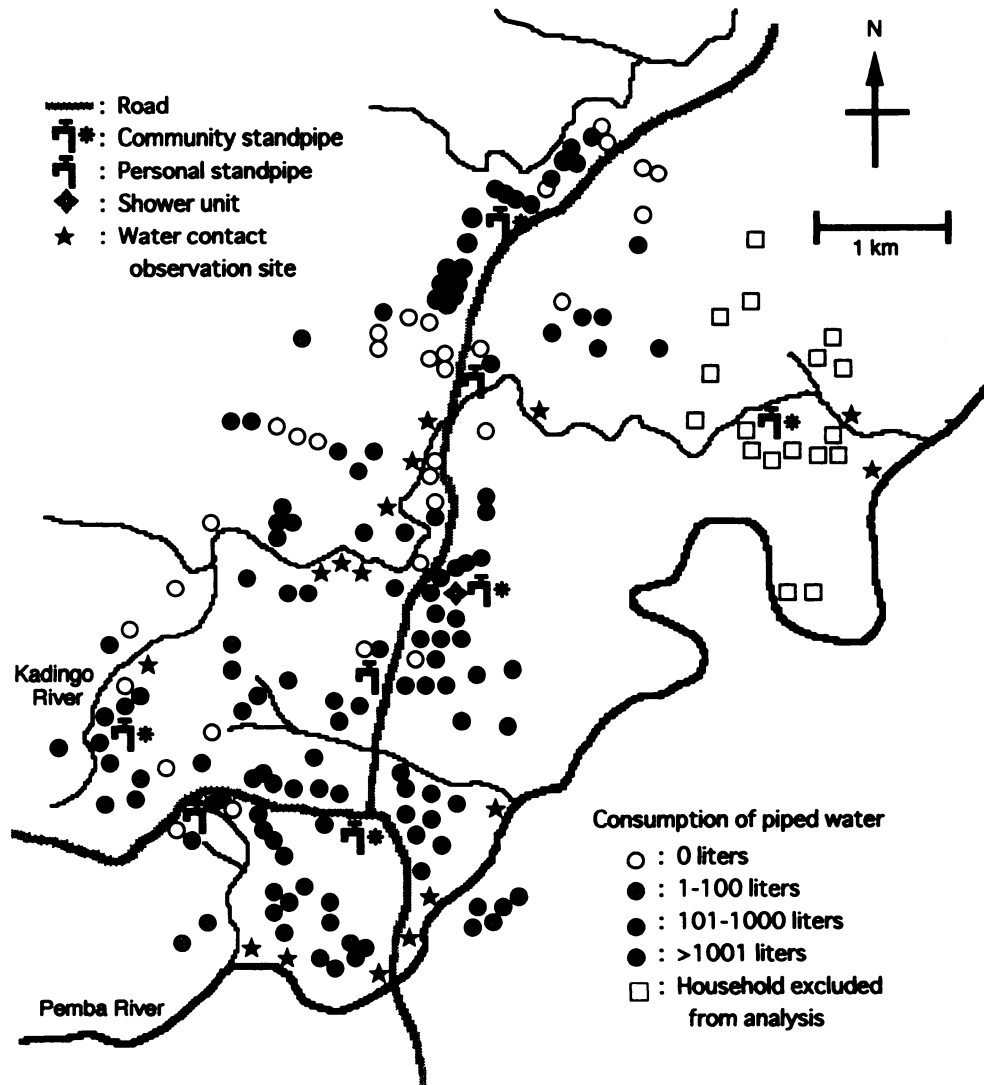 N
: Road
* : Community standpipe
: Personal standpipe
: Shower unit
: Water contact
observation site
1 km
*
*
*
Kadingo
River
*
*
Consumption of piped water
: 0 liters
: 1-100 liters
: 101-1000 liters
: >1001 liters
: Household excluded
from analysis
Pemba River